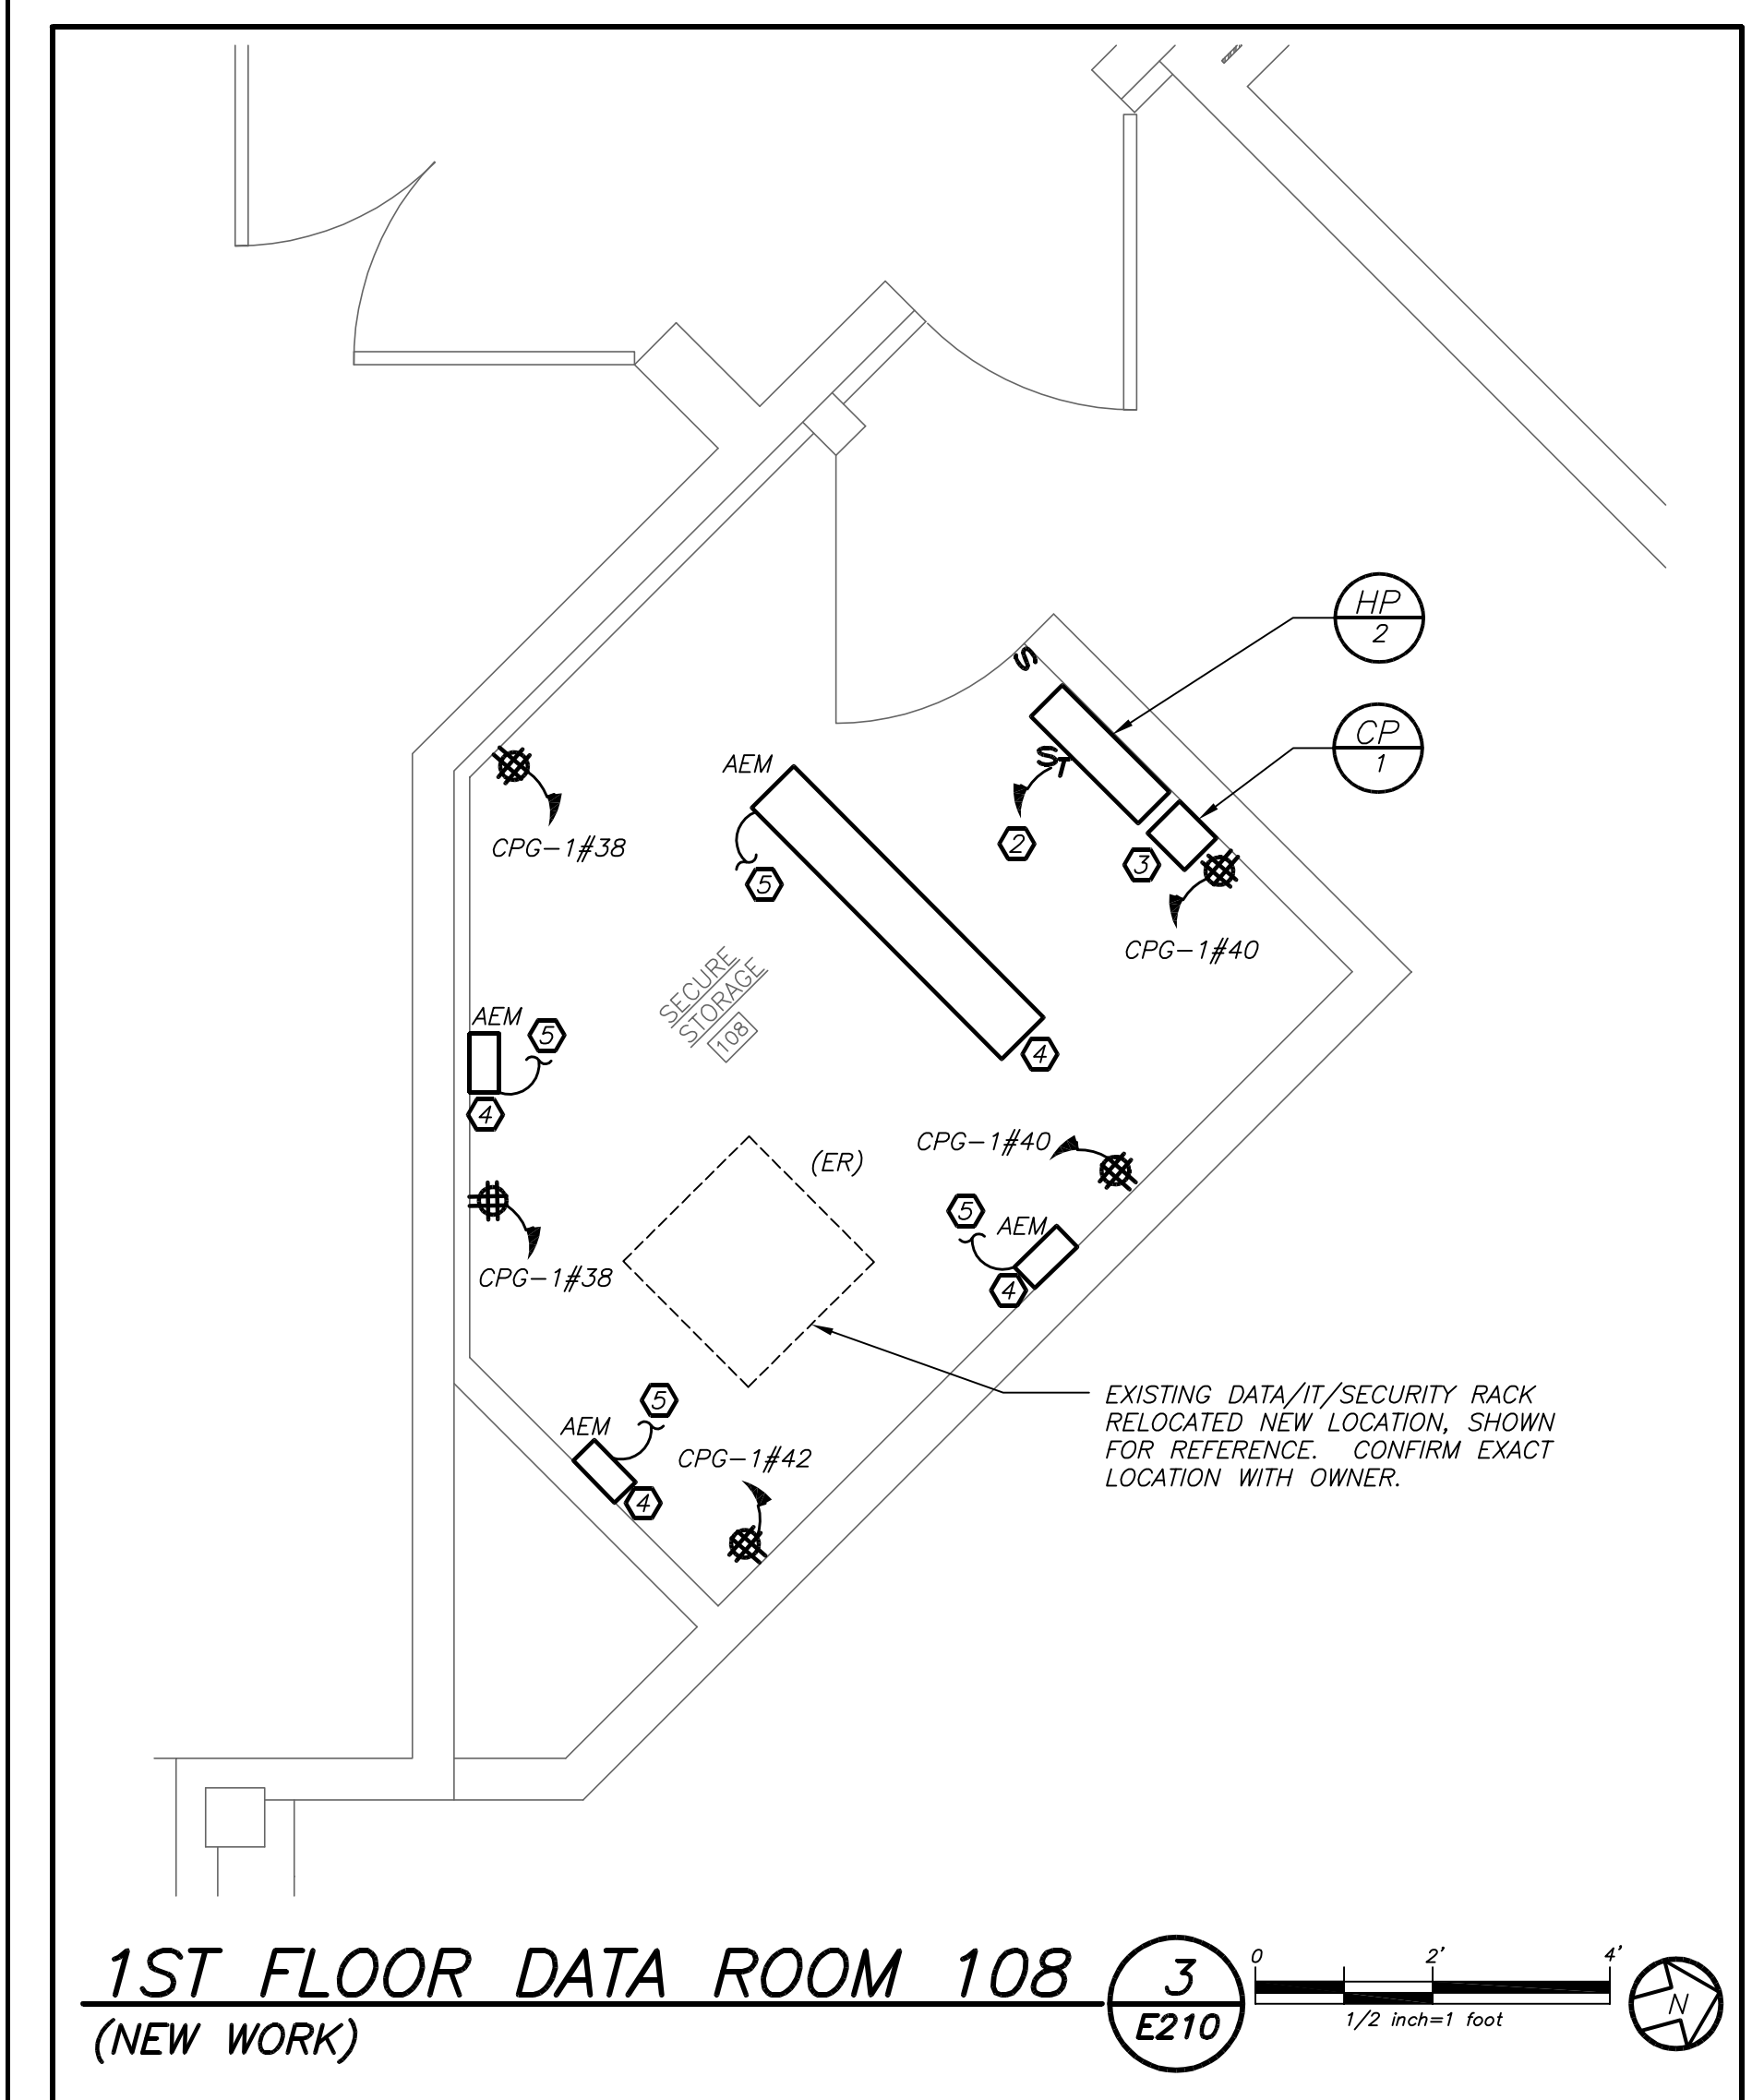 HP
2
S
CP
1
ST
AEM
2
3
CPG-1#38
5
CPG-1#40
SECURE
STORAGE
108
AEM
5
4
4
CPG-1#40
(ER)
5
AEM
4
CPG-1#38
EXISTING DATA/IT/SECURITY RACK
RELOCATED NEW LOCATION, SHOWN
FOR REFERENCE. CONFIRM EXACT
LOCATION WITH OWNER.
5
AEM
CPG-1#42
4
1ST FLOOR DATA ROOM 108
(NEW WORK)
3
E210
0 2' 4'
1/2 inch=1 foot
N